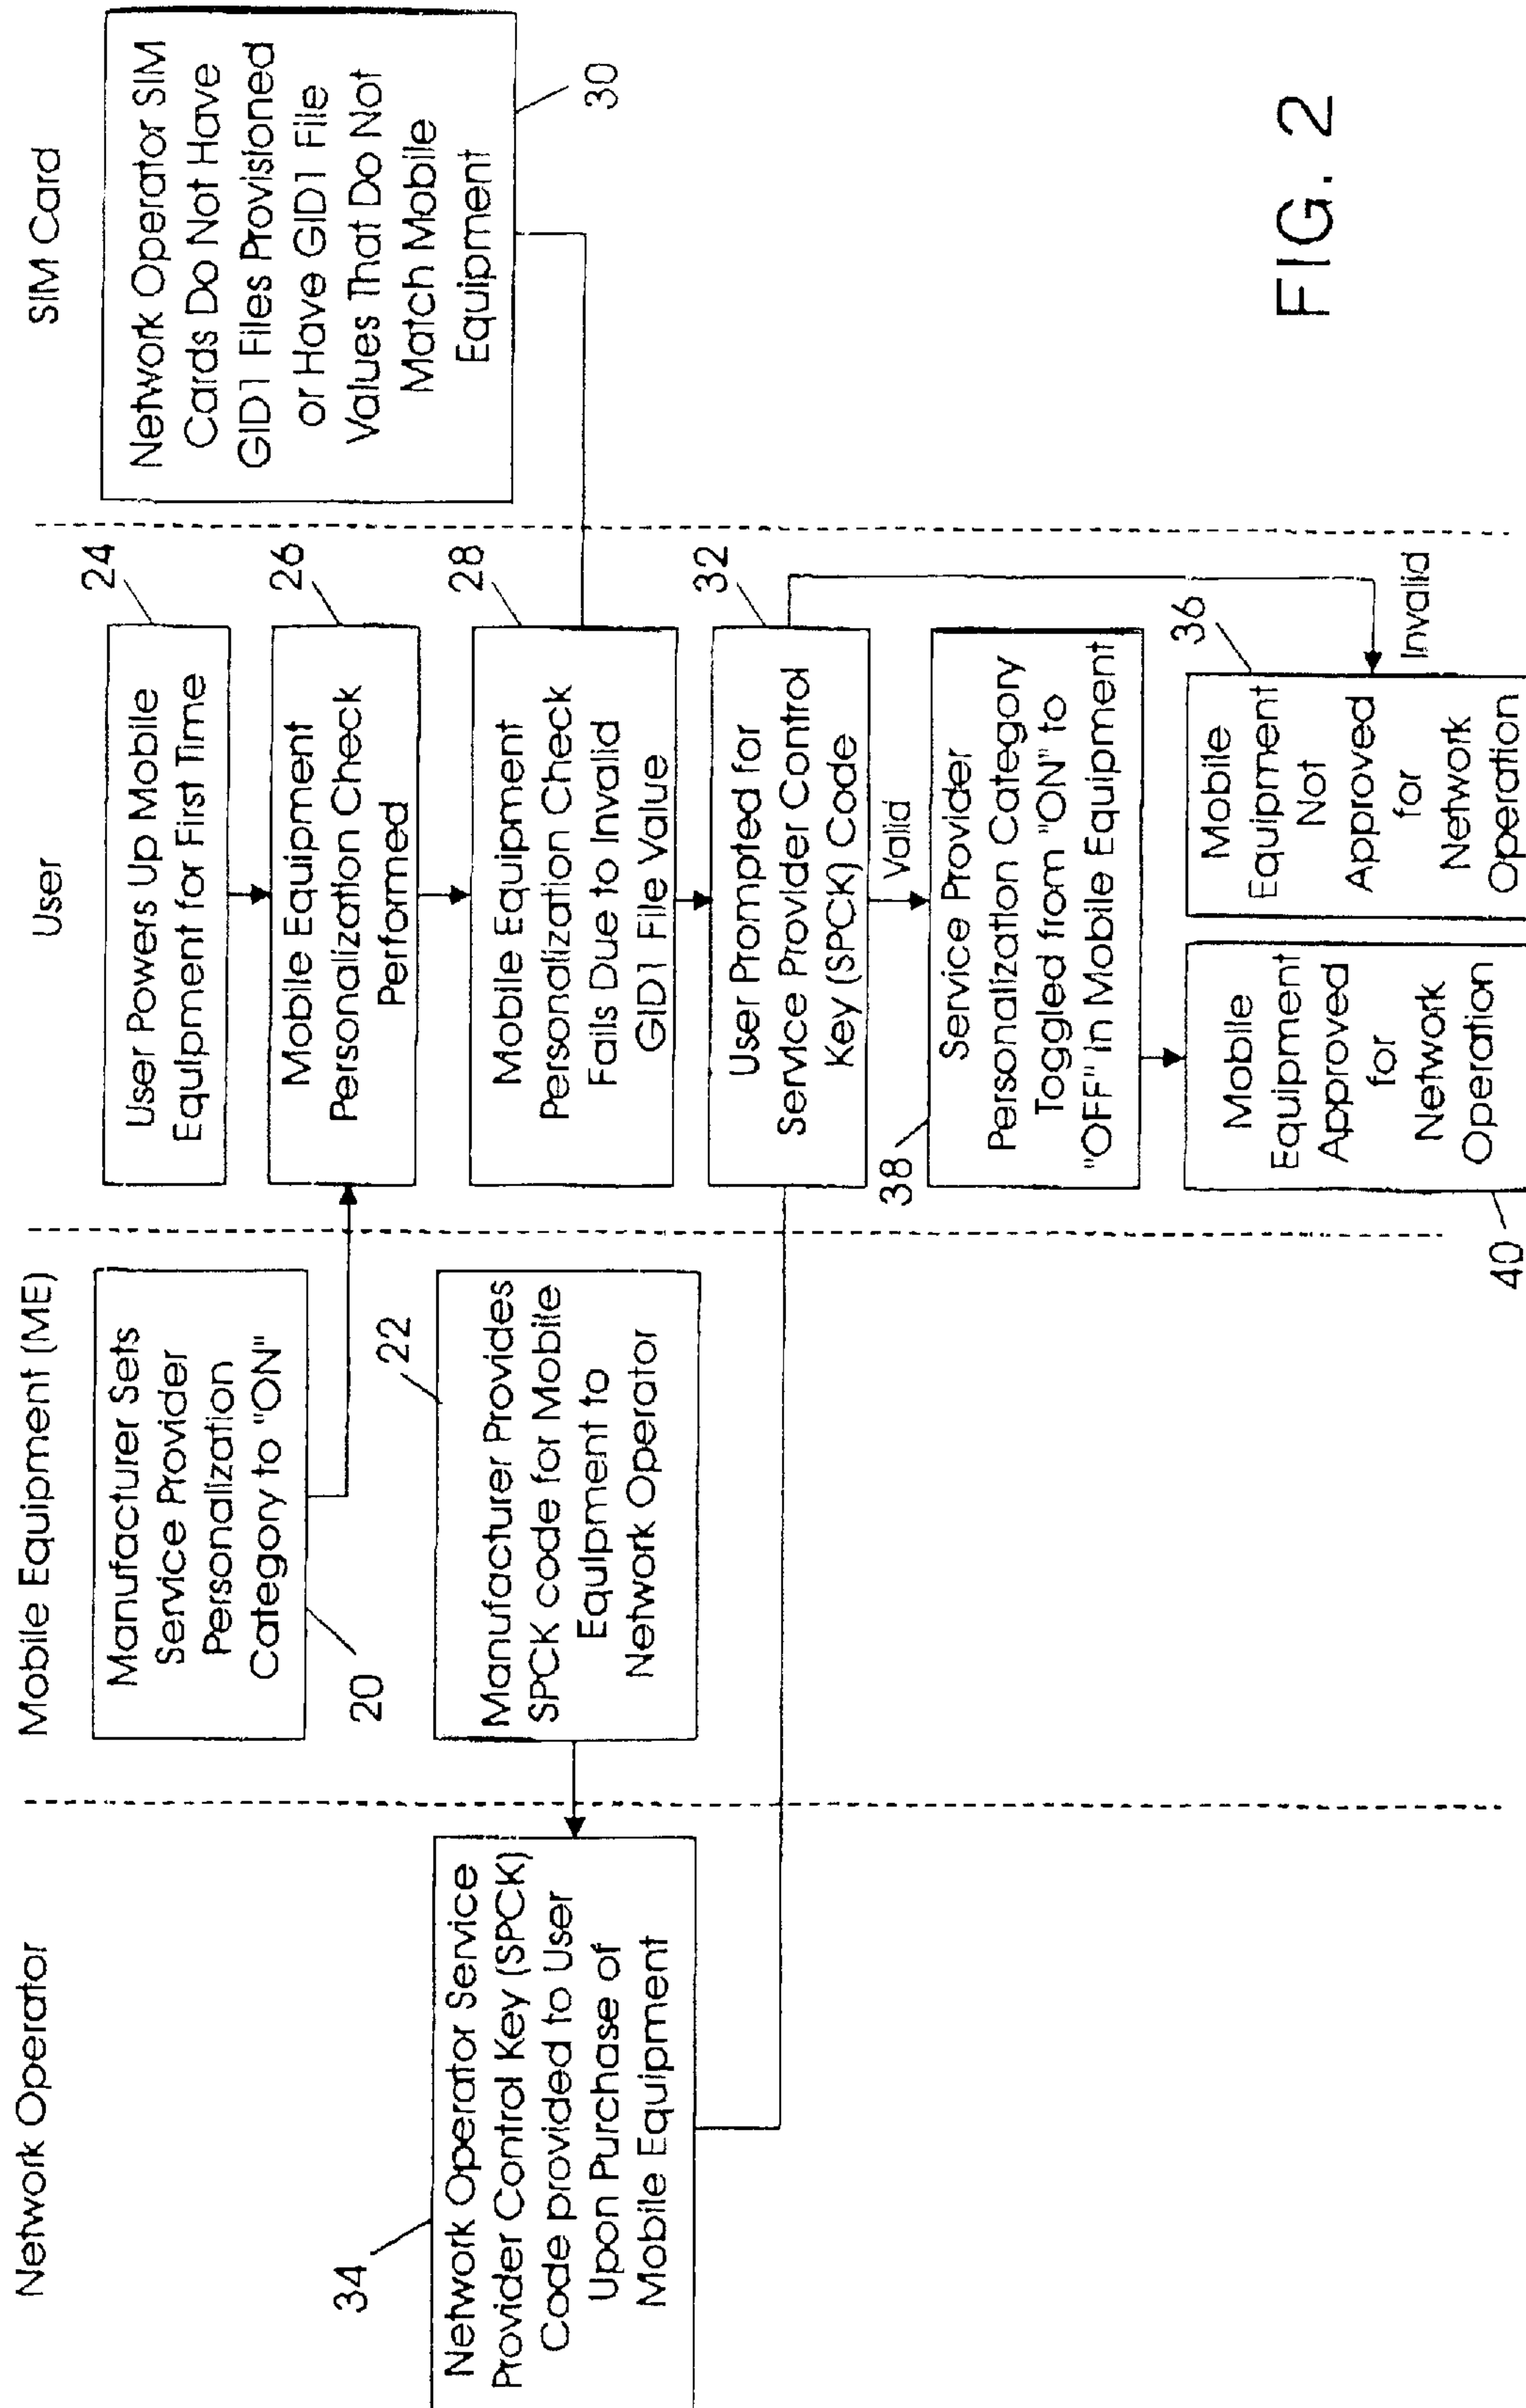 Network Operator
Mobile Equipment (ME)
User
SIM Card
34
Network Operator Service
Provider Control Key (SPCK)
Code provided to User
Upon Purchase of
Mobile Equipment
Manufacturer Sets
Service Provider
Personalization
Category to "ON"
20
22
Manufacturer Provides
SPCK code for Mobile
Equipment to
Network Operator
24
User Powers Up Mobile
Equipment for First Time
26
Mobile Equipment
Personalization Check
Performed
28
Mobile Equipment
Personalization Check
Fails Due to Invalid
GID1 File Value
32
User Prompted for
Service Provider Control
Key (SPCK) Code
Valid
38
Service Provider
Personalization Category
Toggled from "ON" to
"OFF" in Mobile Equipment
Mobile
Equipment
Approved
for
Network
Operation
40
36
Mobile
Equipment
Not
Approved
for
Network
Operation
Invalid
Network Operator SIM
Cards Do Not Have
GID1 Files Provisioned
or Have GID1 File
Values That Do Not
Match Mobile
Equipment
30
FIG. 2